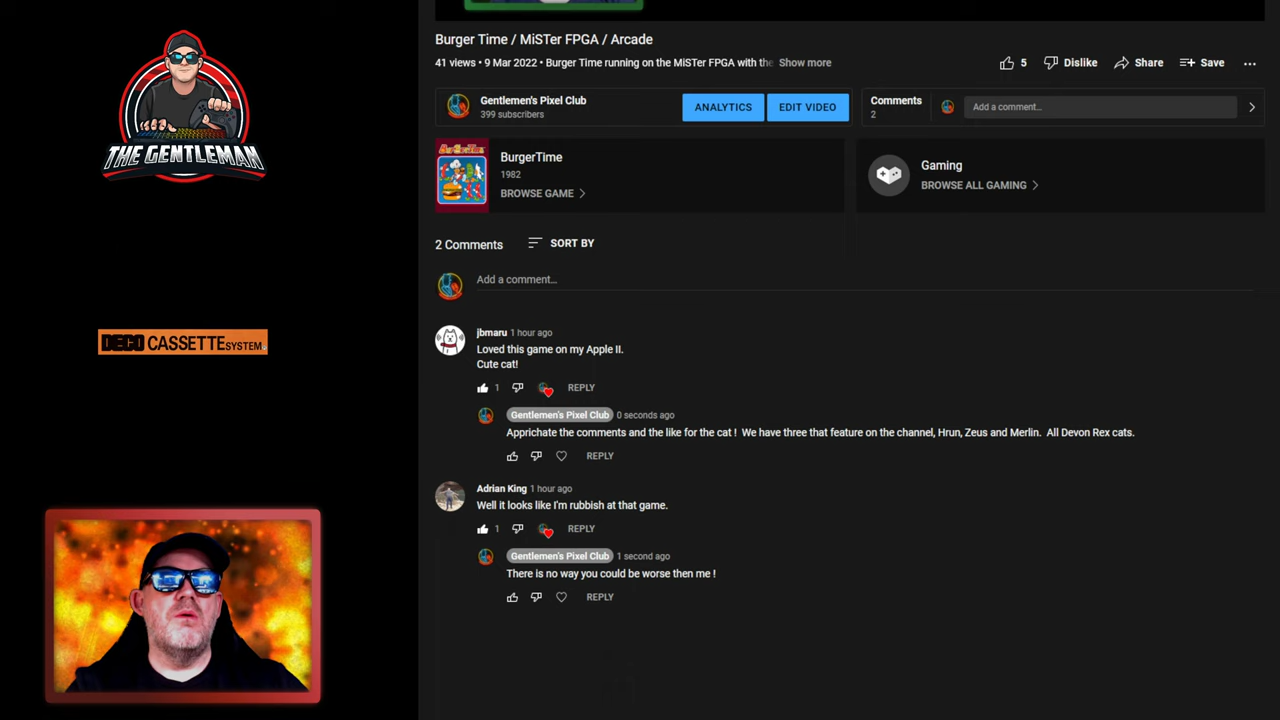 THE GENTLEMAN
DECO CASSETTE SYSTEM
Burger Time / MiSTer FPGA / Arcade
41 views • 9 Mar 2022 • Burger Time running on the MiSTer FPGA with the Show more
5 Dislike Share Save
Gentlemen's Pixel Club
399 subscribers
ANALYTICS EDIT VIDEO
Comments
2
Add a comment...
BurgerTime
1982
BROWSE GAME
Gaming
BROWSE ALL GAMING
2 Comments SORT BY
Add a comment...
jbmaru 1 hour ago
Loved this game on my Apple II.
Cute cat!
1 REPLY
Gentlemen's Pixel Club 0 seconds ago
Apprichate the comments and the like for the cat ! We have three that feature on the channel, Hrun, Zeus and Merlin. All Devon Rex cats.
REPLY
Adrian King 1 hour ago
Well it looks like I'm rubbish at that game.
1 REPLY
Gentlemen's Pixel Club 1 second ago
There is no way you could be worse then me !
REPLY